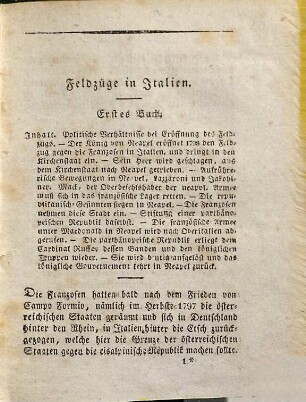 Feldzüge in Italien.
Erstes Buch.
Inhalt. Politische Verhältnisse bei Eröffnung des Feld-
zugs. — Der König von Neapel eröffnet 1798 den Feld-
zug gegen die Franzosen in Italien, und dringt in den
Kirchenstaat ein. — Sein Heer wird geschlagen, aus
dem Kirchenstaat nach Neapel getrieben. — Aufrühre-
rische Bewegungen in Neapel. Lazzaroni und Jakobi-
ner. Mack, der Oberbefehlshaber der neapol. Armee
muß sich in das französische Lager retten. — Die repu-
blikanisch-Gesinnten siegen in Neapel. — Die Franzosen
nehmen diese Stadt ein. — Stiftung einer parthänopei-
schen Republik daselbst. — Die französische Armee
unter Macdonald in Neapel wird nach Oberitalien ab-
gerufen. — Die parthänopeische Republik erliegt dem
Cardinal Ruffo, dessen Banden und den königlichen
Truppen wieder. — Sie wird blutig aufgelöst und das
königliche Gouvernement kehrt in Neapel zurück.
Die Franzosen hatten bald nach dem Frieden von
Campo Formio, nämlich im Herbste 1797 die öster-
reichischen Staaten geräumt und sich in Deutschland
hinter den Rhein, in Italien hinter die Etsch zurück-
gezogen, welche hier die Grenze der österreichischen
Staaten gegen die cisalpinische Republik machen sollte.
1 *